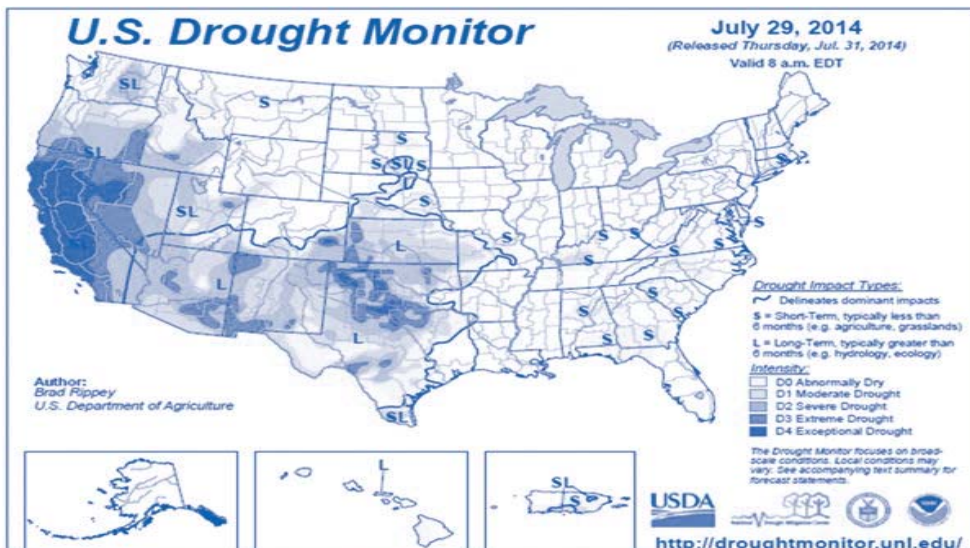 U.S. Drought Monitor
July 29, 2014
(Released Thursday, Jul. 31, 2014)
Valid 8 a.m. EDT
SL
S
S
SL
S
SL
S
S
SL
S
L
S
S
S
S
S
S
S
L
L
S
S
S
S
S
SL
Drought Impact Types:
Delineates dominant impacts
S = Short-Term, typically less than
6 months (e.g. agriculture, grasslands)
L = Long-Term, typically greater than
6 months (e.g. hydrology, ecology)
Intensity:
D0 Abnormally Dry
D1 Moderate Drought
D2 Severe Drought
D3 Extreme Drought
D4 Exceptional Drought
Author:
Brad Rippey
U.S. Department of Agriculture
The Drought Monitor focuses on broad-
scale conditions. Local conditions may
vary. See accompanying text summary for
forecast statements.
L
SL
S
USDA
National Drought Mitigation Center
http://droughtmonitor.unl.edu/